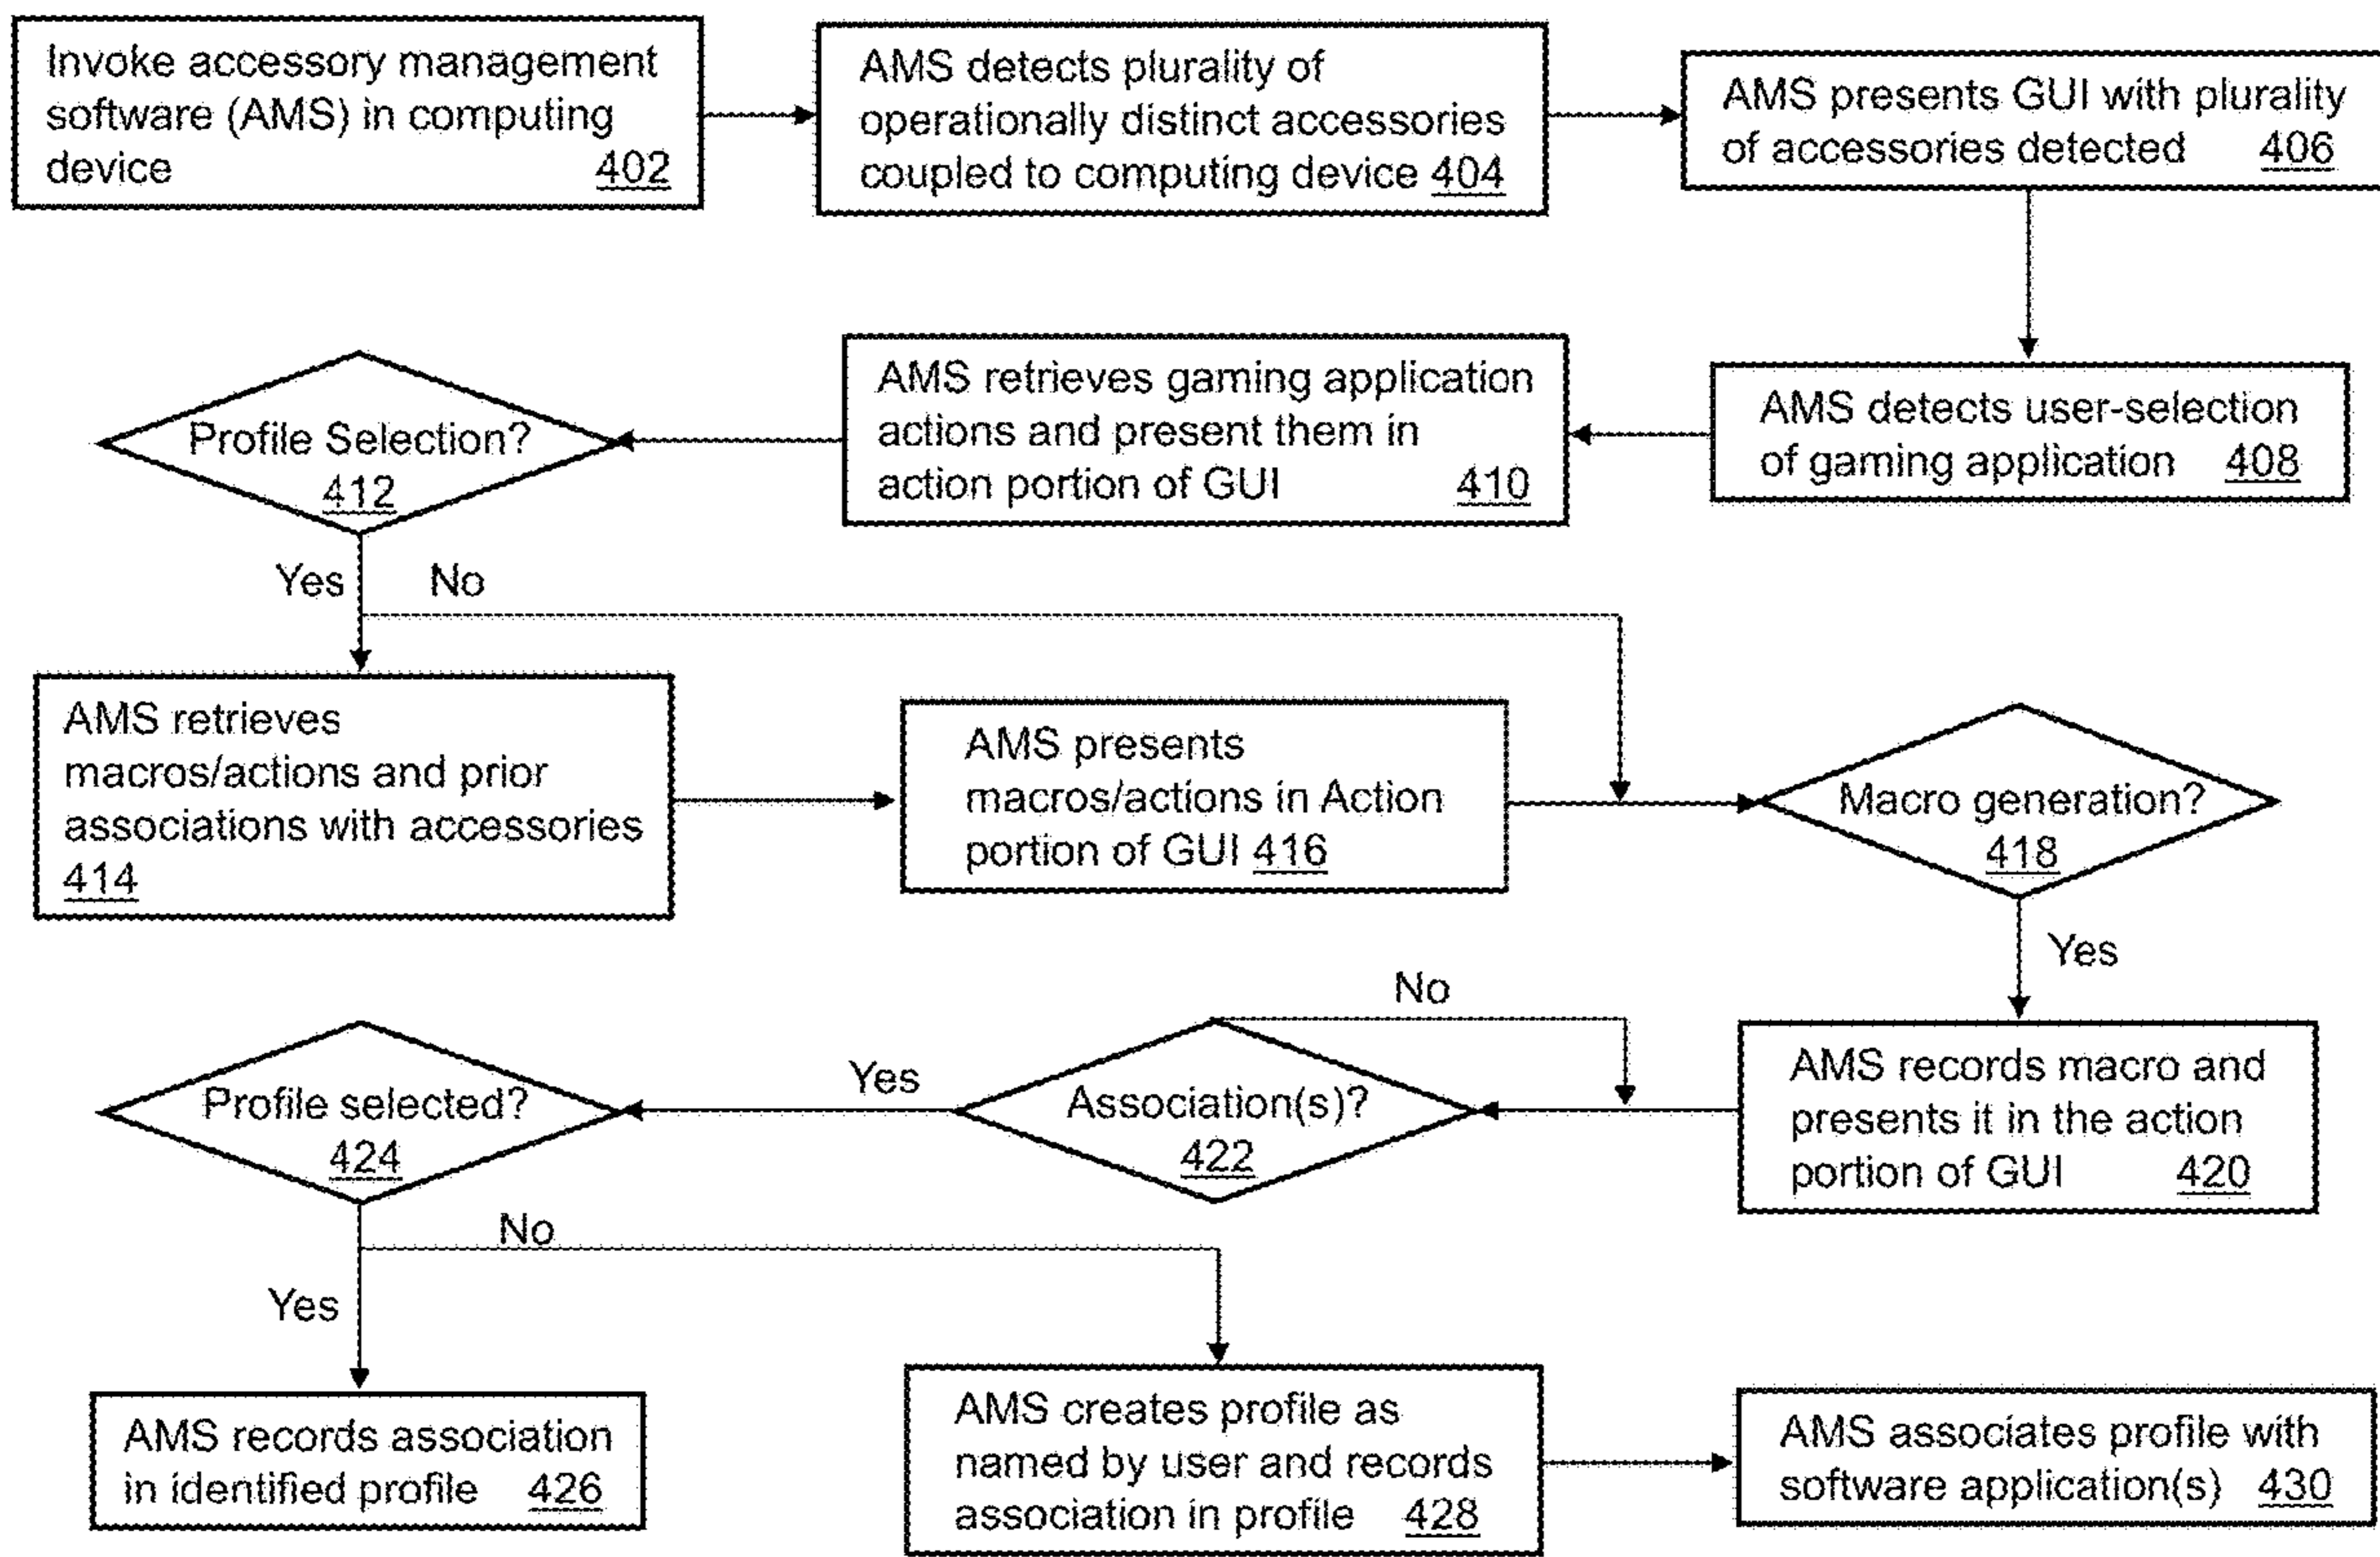 Invoke accessory management
software (AMS) in computing
device 402
AMS detects plurality of
operationally distinct accessories
coupled to computing device 404
AMS presents GUI with plurality
of accessories detected 406
AMS detects user-selection
of gaming application 408
AMS retrieves gaming application
actions and present them in
action portion of GUI 410
Profile Selection?
412
Yes
No
AMS retrieves
macros/actions and prior
associations with accessories
414
AMS presents
macros/actions in Action
portion of GUI 416
Macro generation?
418
Yes
AMS records macro and
presents it in the action
portion of GUI 420
No
Association(s)?
422
Yes
Profile selected?
424
No
Yes
AMS records association
in identified profile 426
AMS creates profile as
named by user and records
association in profile 428
AMS associates profile with
software application(s) 430